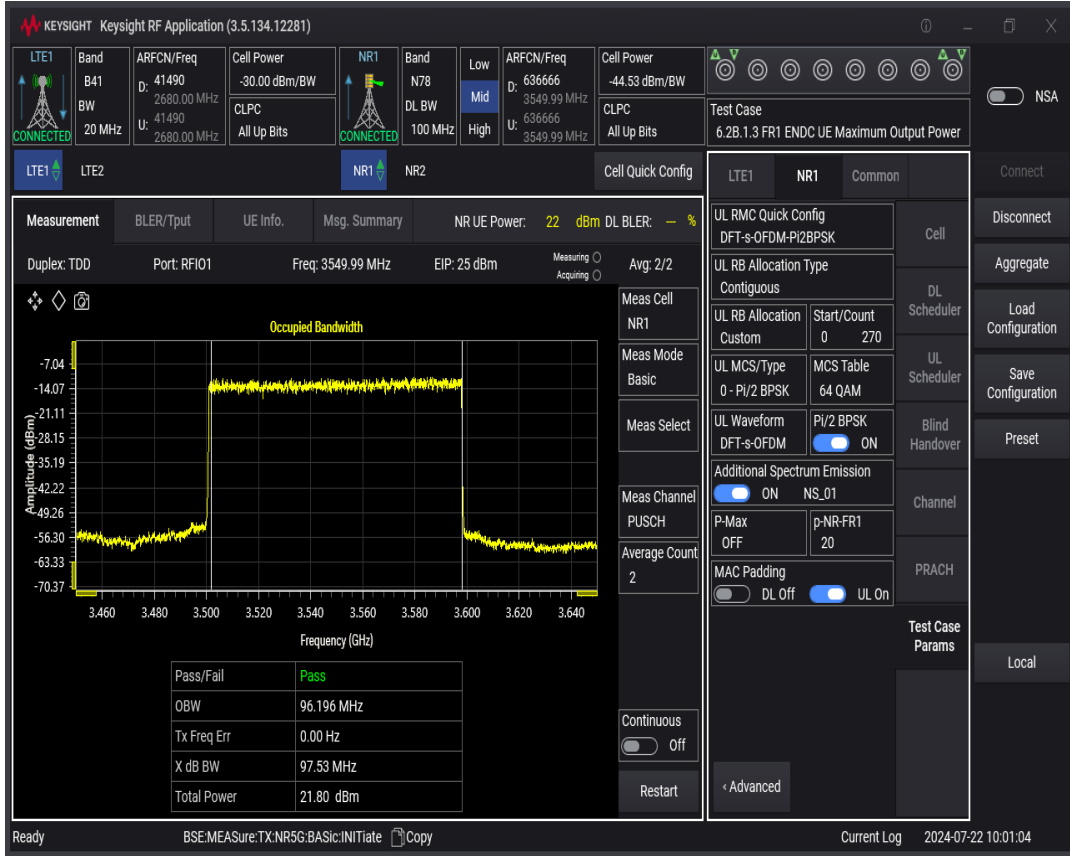 KEYSIGHT Keysight RF Application (3.5.134.12281)
LTE1 Band ARFCN/Freq Cell Power NR1 Band Low ARFCN/Freq Cell Power
B41 D: 41490 -30.00 dBm/BW N78 D: 636666 -44.53 dBm/BW
2680.00 MHz Mid 3549.99 MHz
BW U: 41490 CLPC DL BW U: 636666 CLPC Test Case
CONNECTED 20 MHz 2680.00 MHz All Up Bits CONNECTED 100 MHz High 3549.99 MHz All Up Bits 6.2B.1.3 FR1 ENDC UE Maximum Output Power
NSA
LTE1 LTE2 NR1 NR2 Cell Quick Config
LTE1 NR1 Common
Connect
Measurement BLER/Tput UE Info. Msg. Summary NR UE Power: 22 dBm DL BLER: --- %
Duplex: TDD Port: RFIO1 Freq: 3549.99 MHz EIP: 25 dBm Measuring Avg: 2/2
Acquiring
Occupied Bandwidth
Amplitude (dBm)
-7.04
-14.07
-21.11
-28.15
-35.19
-42.22
-49.26
-56.30
-63.33
-70.37
3.460 3.480 3.500 3.520 3.540 3.560 3.580 3.600 3.620 3.640
Frequency (GHz)
Pass/Fail Pass
OBW 96.196 MHz
Tx Freq Err 0.00 Hz
X dB BW 97.53 MHz
Total Power 21.80 dBm
Meas Cell
NR1
Meas Mode
Basic
Meas Select
Meas Channel
PUSCH
Average Count
2
Continuous
Off
Restart
UL RMC Quick Config
DFT-s-OFDM-Pi2BPSK
UL RB Allocation Type
Contiguous
UL RB Allocation Start/Count
Custom 0 270
UL MCS/Type MCS Table
0 - Pi/2 BPSK 64 QAM
UL Waveform Pi/2 BPSK
DFT-s-OFDM ON
Additional Spectrum Emission
ON NS_01
P-Max p-NR-FR1
OFF 20
MAC Padding
DL Off UL On
‹ Advanced
Cell
DL
Scheduler
UL
Scheduler
Blind
Handover
Channel
PRACH
Test Case
Params
Disconnect
Aggregate
Load
Configuration
Save
Configuration
Preset
Local
Ready BSE:MEASure:TX:NR5G:BASic:INITiate Copy Current Log 2024-07-22 10:01:04